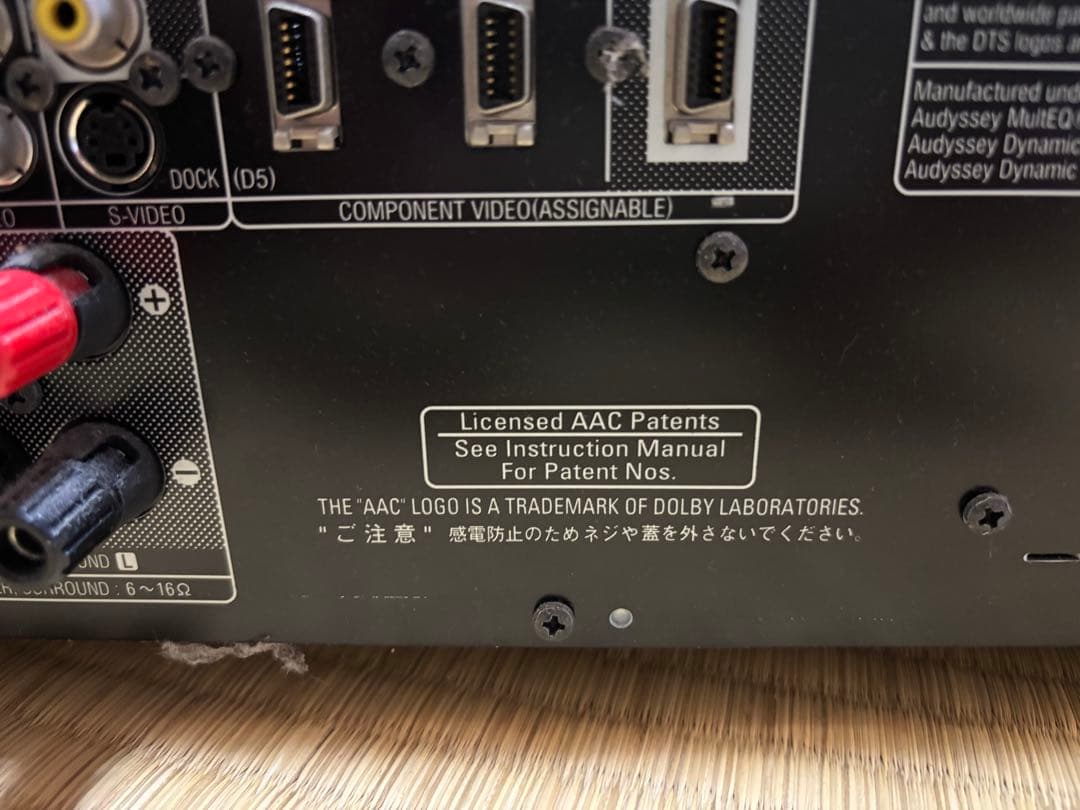 and worldwide
& the DTS logos
Manufactured
Audyssey MultEQ
Audyssey Dynamic
Audyssey Dynamic
DOCK
(D5)
S-VIDEO
COMPONENT VIDEO(ASSIGNABLE)
+
−
Licensed AAC Patents
See Instruction Manual
For Patent Nos.
THE "AAC" LOGO IS A TRADEMARK OF DOLBY LABORATORIES.
"ご注意" 感電防止のためネジや蓋を外さないでください。
L
SURROUND : 6～16Ω